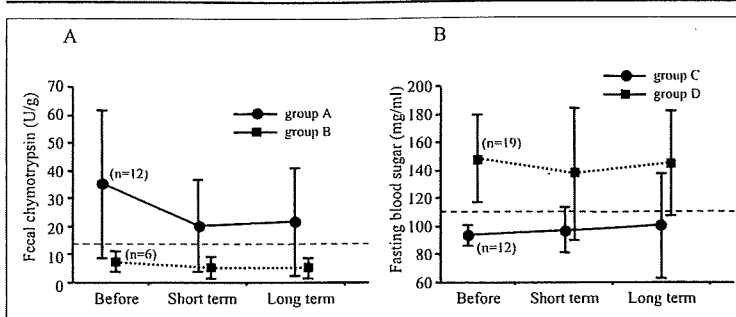 A
Fecal chymotrypsin (U/g)
70
60
50
40
30
20
10
0
group A
group B
(n=12)
(n=6)
Before
Short term
Long term
B
Fasting blood sugar (mg/ml)
200
180
160
140
120
100
80
60
group C
group D
(n=19)
(n=12)
Before
Short term
Long term